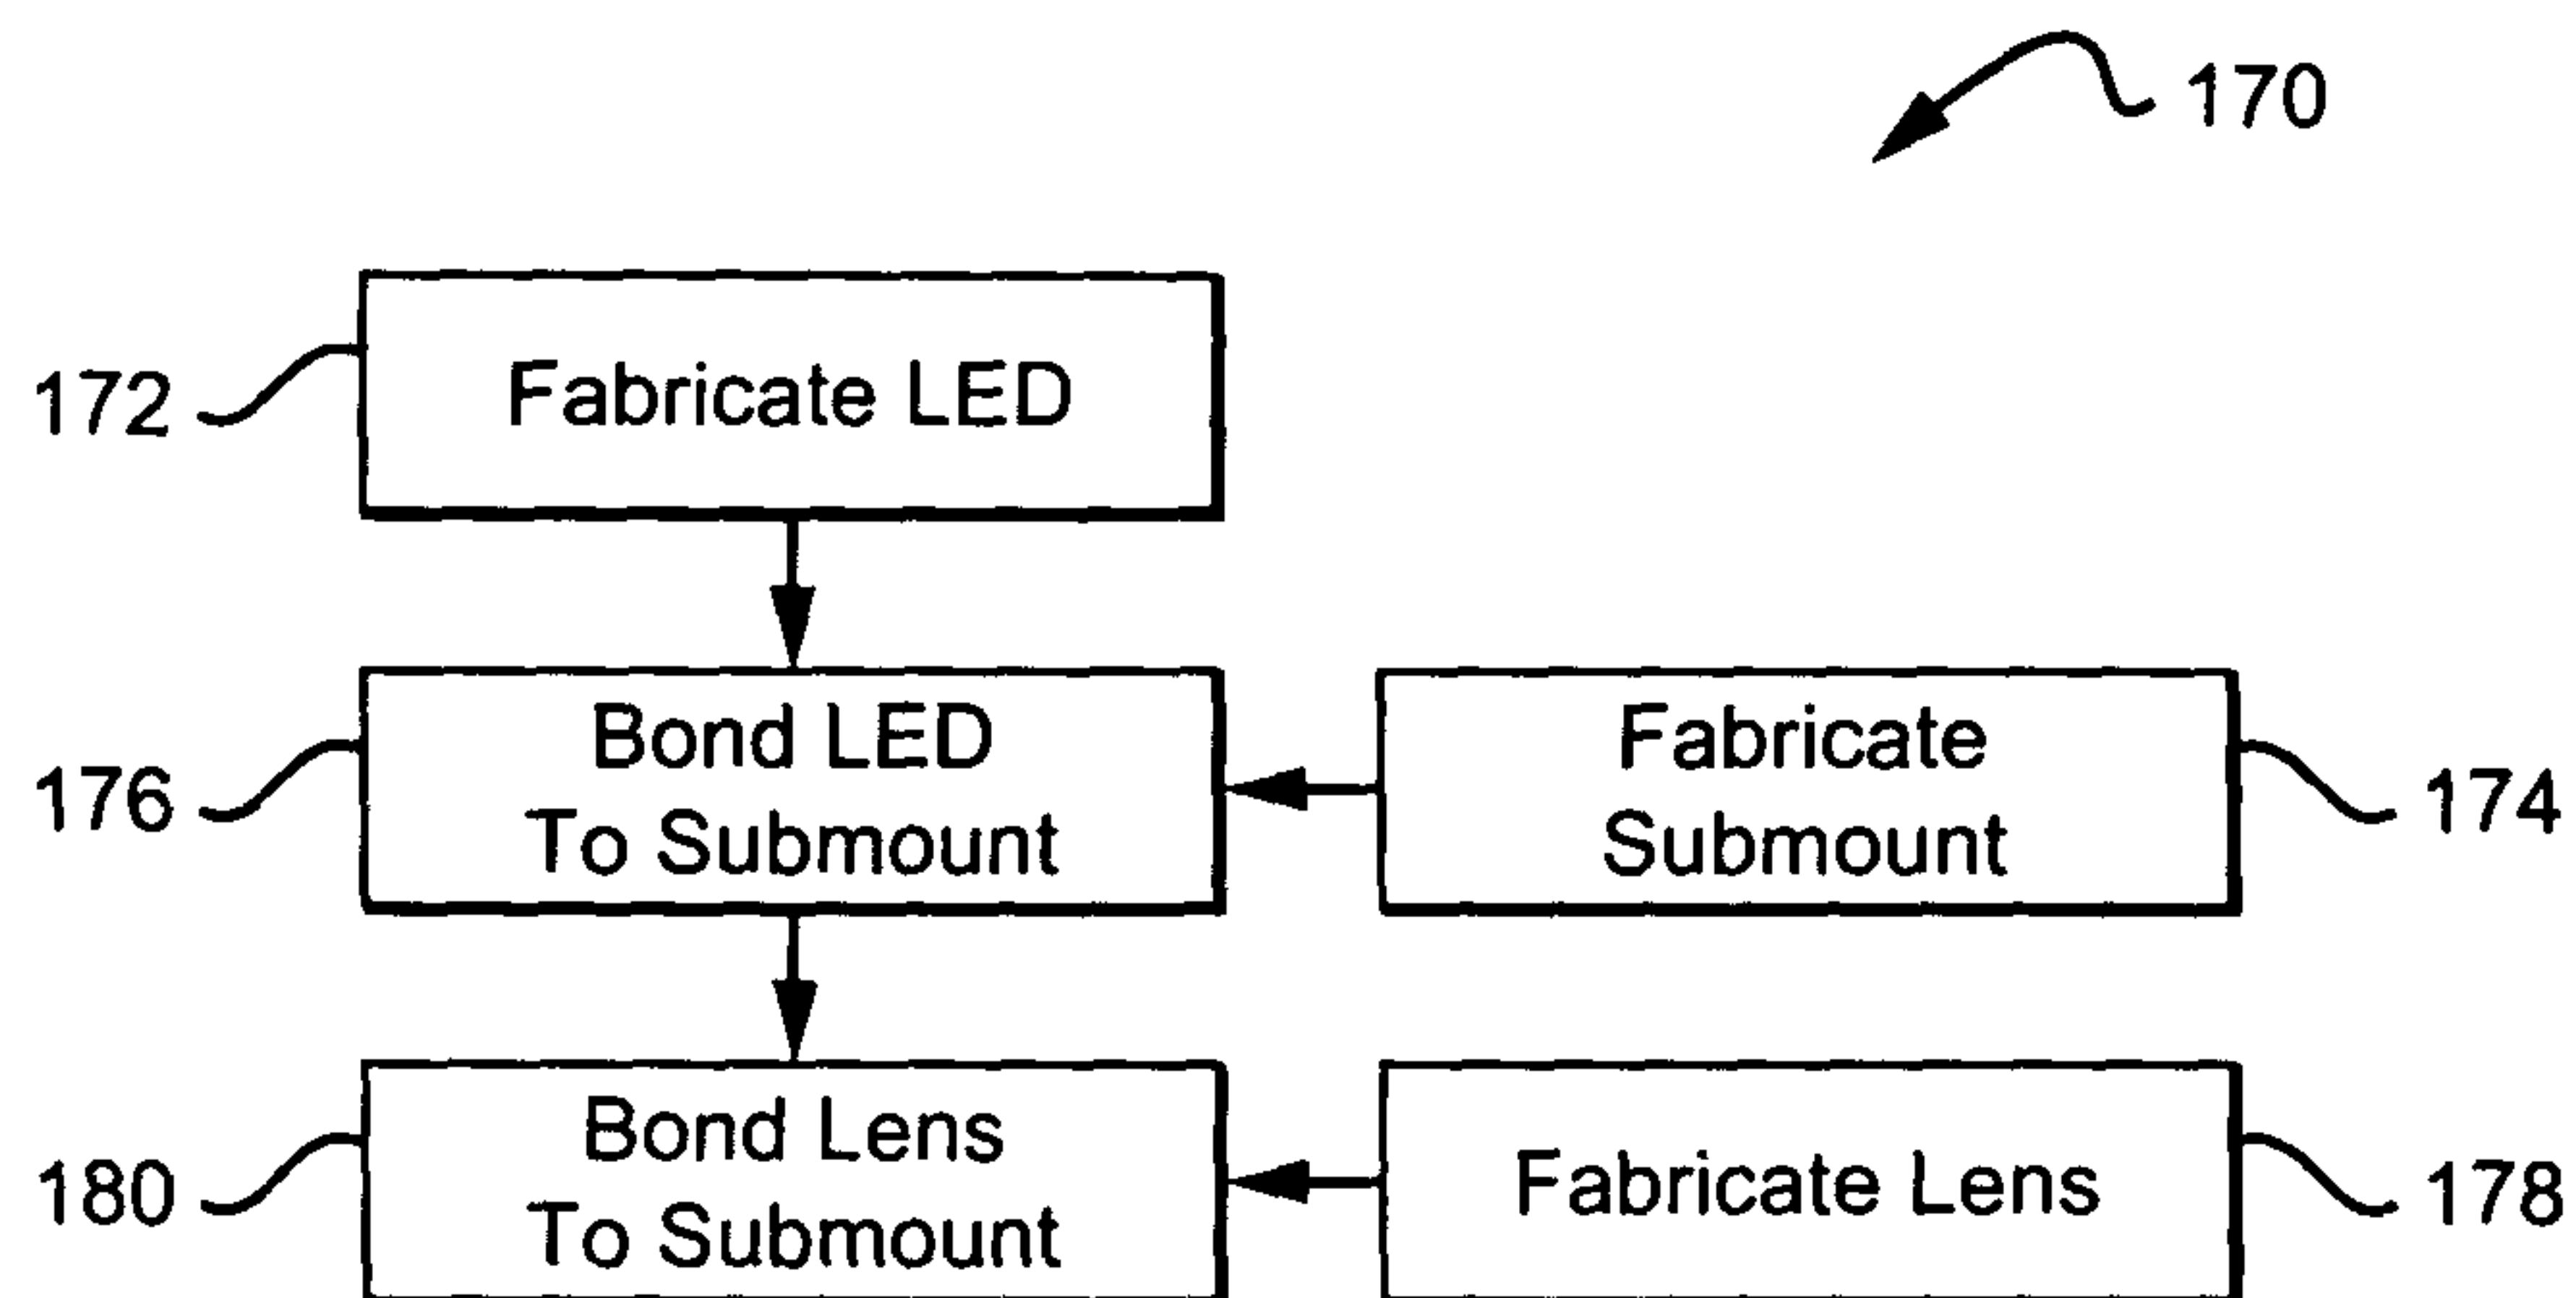 170
172
Fabricate LED
176
Bond LED
To Submount
Fabricate
Submount
174
180
Bond Lens
To Submount
Fabricate Lens
178